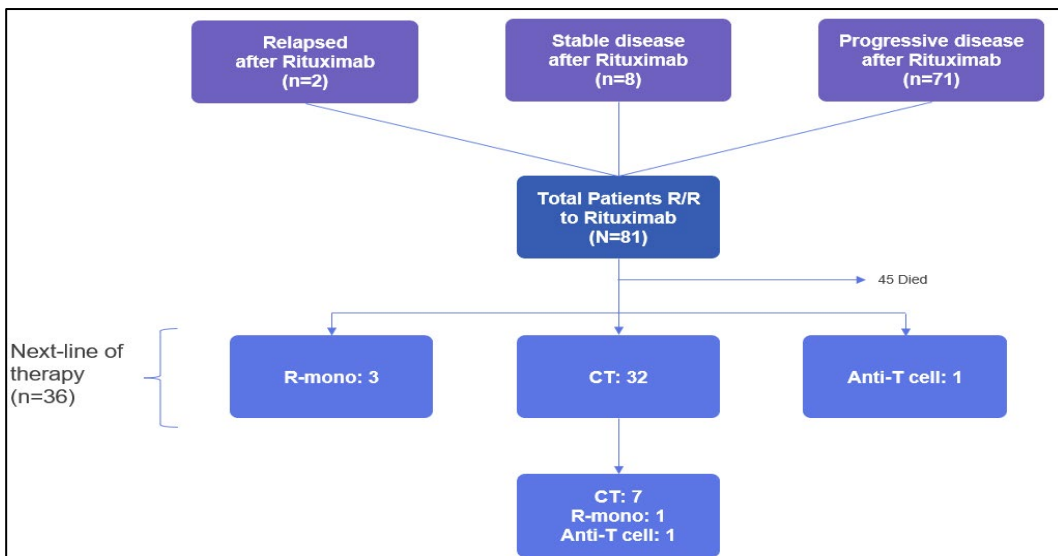 Relapsed
after Rituximab
(n=2)
Stable disease
after Rituximab
(n=8)
Progressive disease
after Rituximab
(n=71)
Total Patients R/R
to Rituximab
(N=81)
45 Died
Next-line of
therapy
(n=36)
R-mono: 3
CT: 32
Anti-T cell: 1
CT: 7
R-mono: 1
Anti-T cell: 1